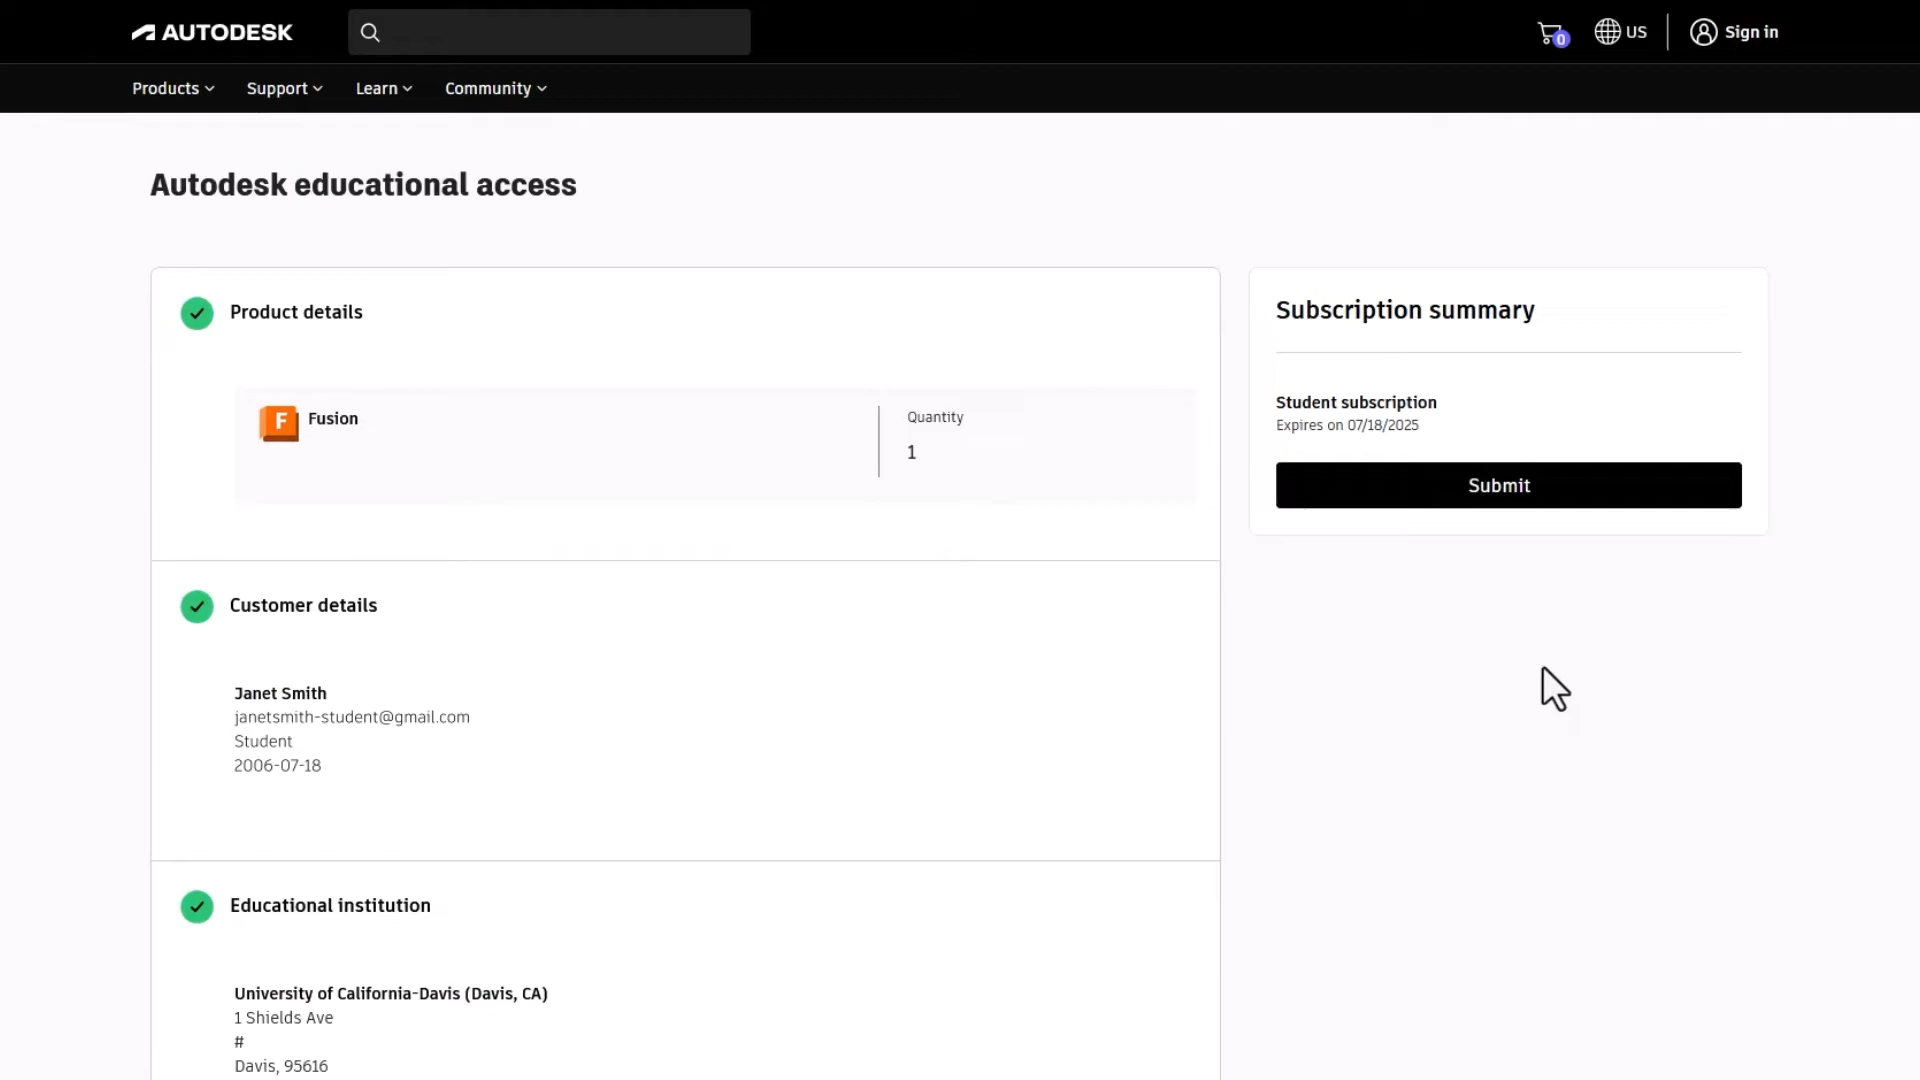 AUTODESK
0
US
Sign in
Products
Support
Learn
Community
Autodesk educational access
Product details
F
Fusion
Quantity
1
Subscription summary
Student subscription
Expires on 07/18/2025
Submit
Customer details
Janet Smith
janetsmith-student@gmail.com
Student
2006-07-18
Educational institution
University of California-Davis (Davis, CA)
1 Shields Ave
#
Davis, 95616